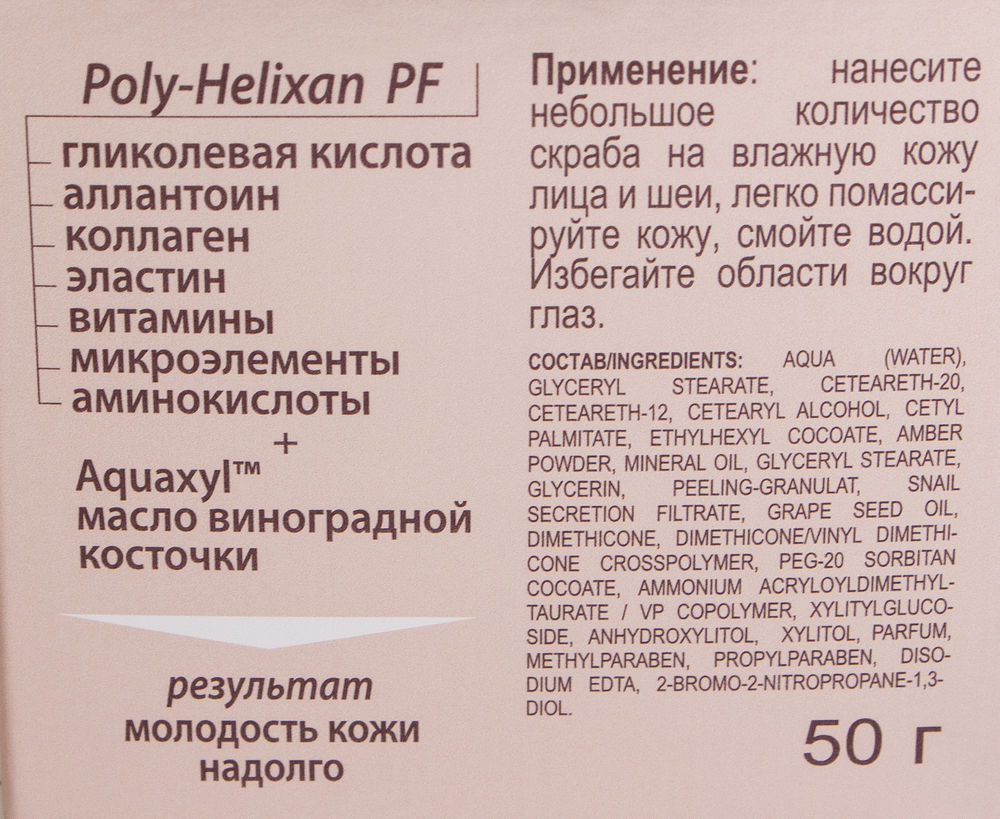 Poly-Helixan PF
гликолевая кислота
аллантоин
коллаген
эластин
витамины
микроэлементы
аминокислоты
+
Aquaxyl™
масло виноградной
косточки
результат
молодость кожи
надолго
Применение: нанесите
небольшое количество
скраба на влажную кожу
лица и шеи, легко помасси-
руйте кожу, смойте водой.
Избегайте области вокруг
глаз.
СОСТАВ/INGREDIENTS: AQUA (WATER),
GLYCERYL STEARATE, CETEARETH-20,
CETEARETH-12, CETEARYL ALCOHOL, CETYL
PALMITATE, ETHYLHEXYL COCOATE, AMBER
POWDER, MINERAL OIL, GLYCERYL STEARATE,
GLYCERIN, PEELING-GRANULAT, SNAIL
SECRETION FILTRATE, GRAPE SEED OIL,
DIMETHICONE, DIMETHICONE/VINYL DIMETHI-
CONE CROSSPOLYMER, PEG-20 SORBITAN
COCOATE, AMMONIUM ACRYLOYLDIMETHYL-
TAURATE / VP COPOLYMER, XYLITYLGLUCO-
SIDE, ANHYDROXYLITOL, XYLITOL, PARFUM,
METHYLPARABEN, PROPYLPARABEN, DISO-
DIUM EDTA, 2-BROMO-2-NITROPROPANE-1,3-
DIOL.
50 г